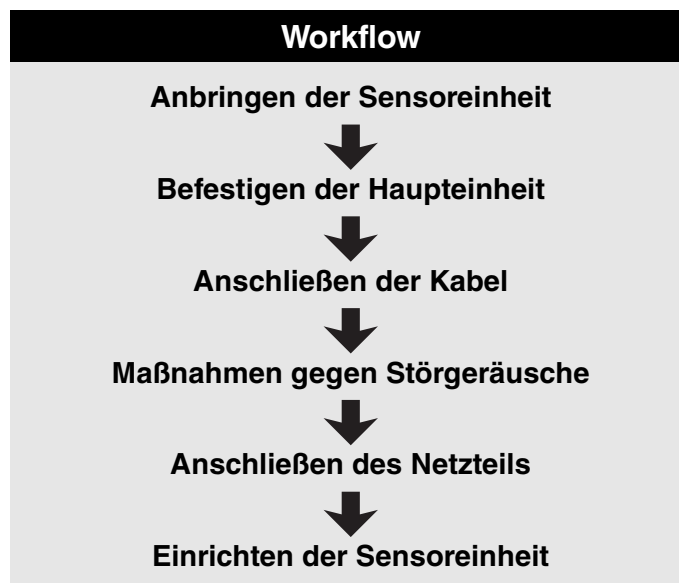 Workflow
Anbringen der Sensoreinheit
Befestigen der Haupteinheit
Anschließen der Kabel
Maßnahmen gegen Störgeräusche
Anschließen des Netzteils
Einrichten der Sensoreinheit